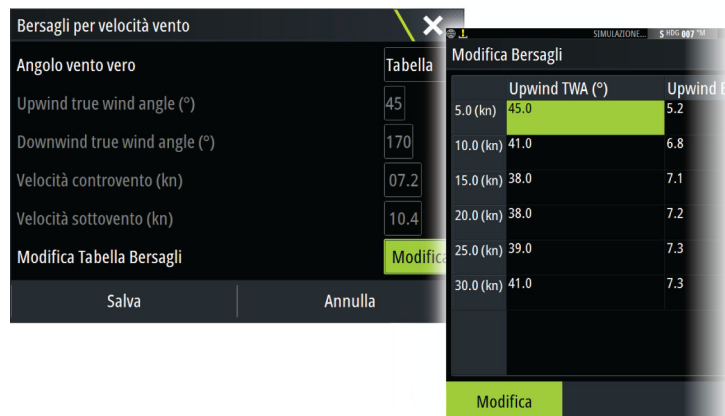 Bersagli per velocità vento
Angolo vento vero Tabella
Upwind true wind angle (°) 45
Downwind true wind angle (°) 170
Velocità controvento (kn) 07.2
Velocità sottovento (kn) 10.4
Modifica Tabella Bersagli Modifica
Salva Annulla
SIMULAZIONE... S HDG 007 °M
Modifica Bersagli
Upwind TWA (°) Upwind
5.0 (kn) 45.0 5.2
10.0 (kn) 41.0 6.8
15.0 (kn) 38.0 7.1
20.0 (kn) 38.0 7.2
25.0 (kn) 39.0 7.3
30.0 (kn) 41.0 7.3
Modifica